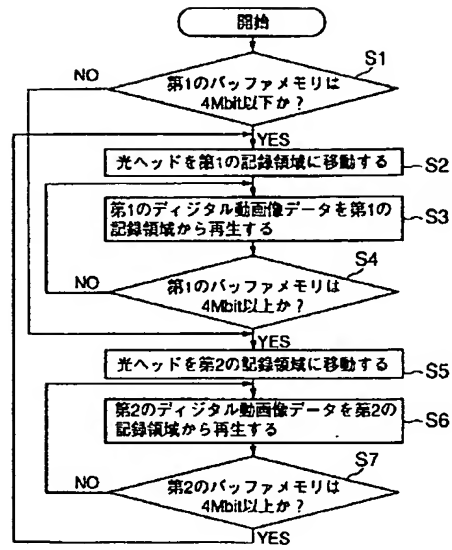 開始
S1
NO
第1のバッファメモリは
4Mbit以下か？
YES
光ヘッドを第1の記録領域に移動する
S2
第1のディジタル動画像データを第1の
記録領域から再生する
S3
S4
NO
第1のバッファメモリは
4Mbit以上か？
YES
光ヘッドを第2の記録領域に移動する
S5
第2のディジタル動画像データを第2の
記録領域から再生する
S6
S7
NO
第2のバッファメモリは
4Mbit以上か？
YES